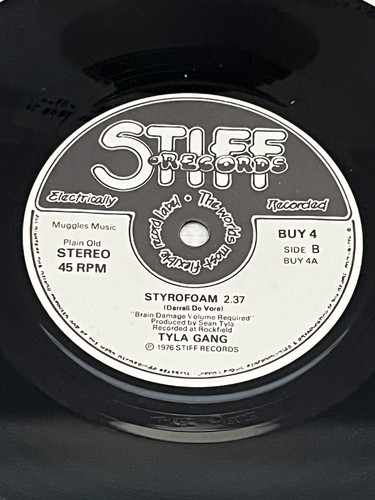 STIFF
RECORDS
Electrically
Recorded
The worlds most flexible record label
Muggles Music
Plain Old
STEREO
45 RPM
BUY 4
SIDE B
BUY 4A
STYROFOAM 2.37
(Darrell De Vore)
"Brain Damage Volume Required"
Produced by Sean Tyla
Recorded at Rockfield
TYLA GANG
℗ 1976 STIFF RECORDS